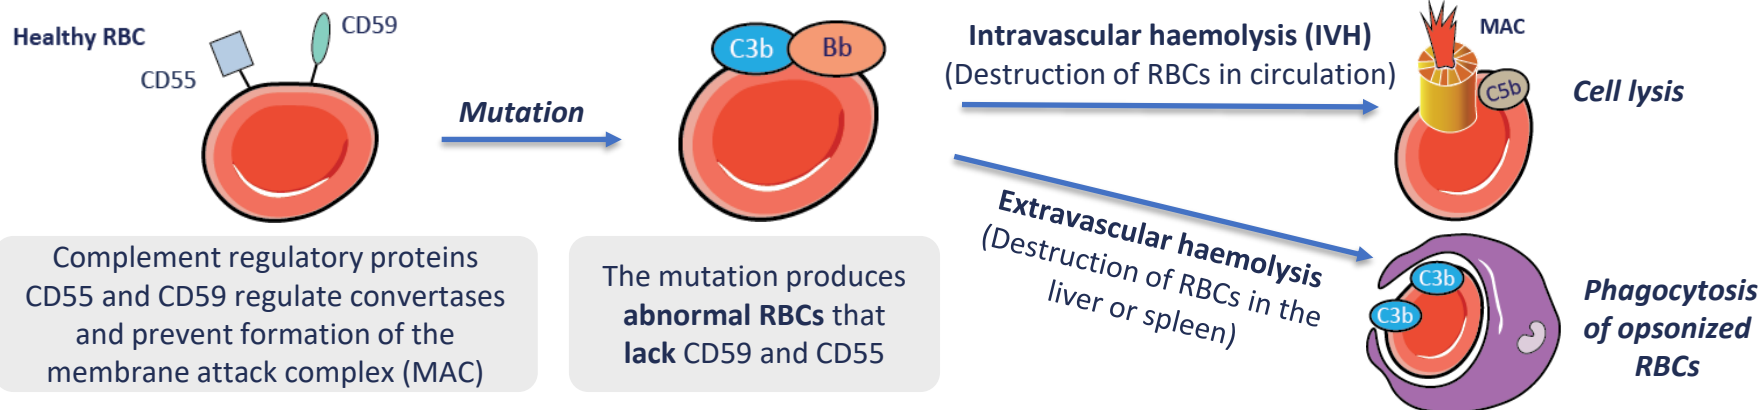 Healthy RBC
CD59
CD55
Complement regulatory proteins
CD55 and CD59 regulate convertases
and prevent formation of the
membrane attack complex (MAC)
Mutation
C3b
Bb
The mutation produces
abnormal RBCs that
lack CD59 and CD55
Intravascular haemolysis (IVH)
(Destruction of RBCs in circulation)
MAC
C5b
Cell lysis
Extravascular haemolysis
(Destruction of RBCs in the
liver or spleen)
C3b
C3b
Phagocytosis
of opsonized
RBCs